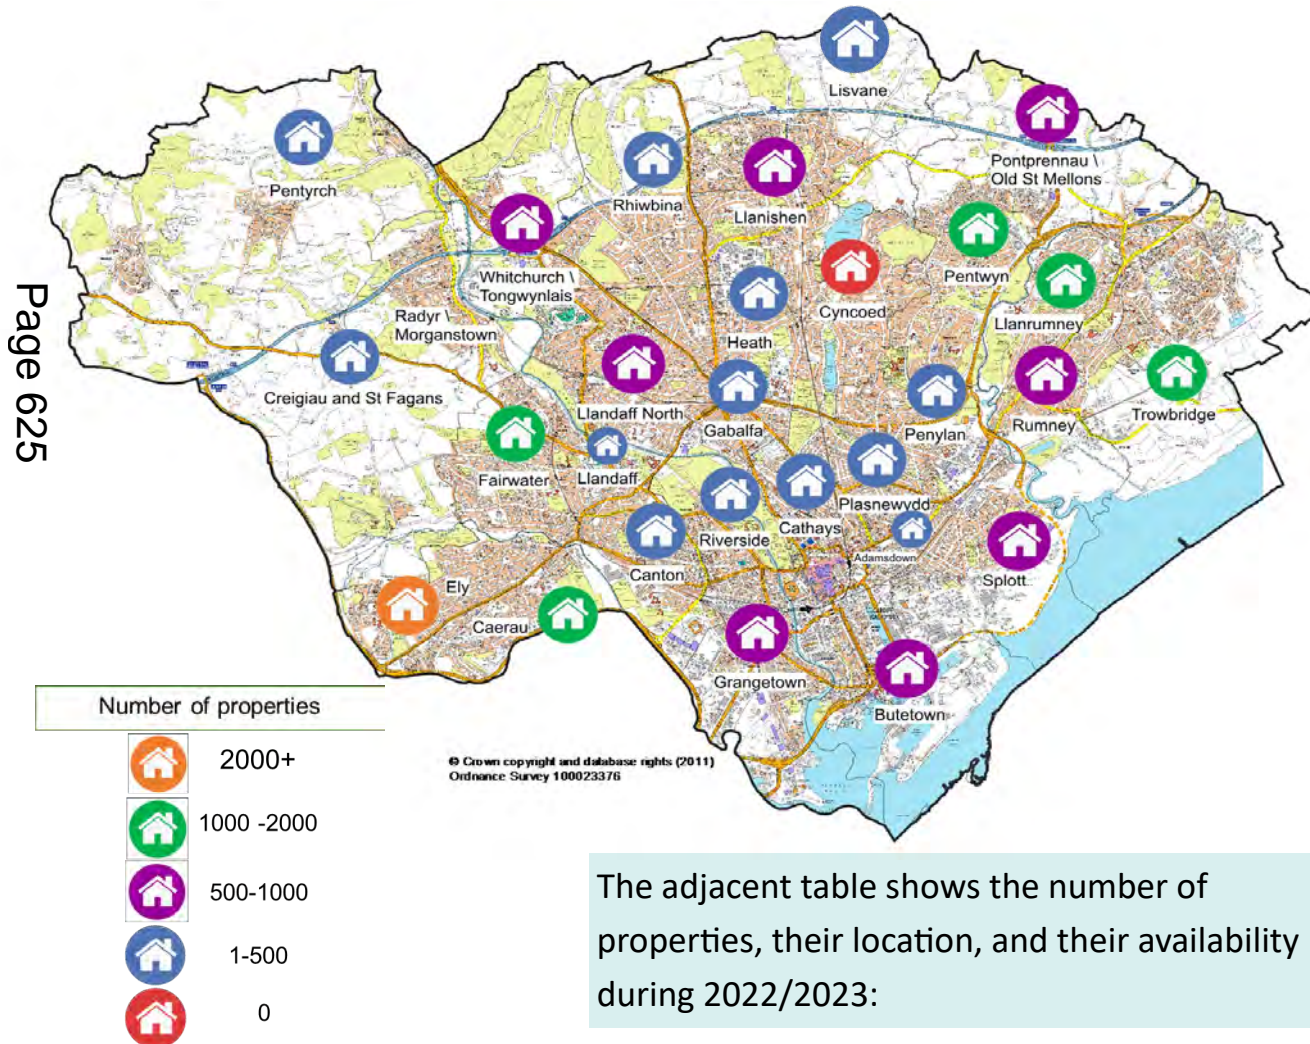 Lisvane
Pontprennau \
Old St Mellons
Pentyrch
Rhiwbina
Llanishen
Whitchurch \
Tongwynlais
Pentwyn
Cyncoed
Llanrumney
Radyr \
Morganstown
Heath
Creigiau and St Fagans
Llandaff North
Gabalfa
Penylan
Rumney
Trowbridge
Fairwater
Llandaff
Plasnewydd
Cathays
Riverside
Adamsdown
Canton
Splott
Ely
Caerau
Grangetown
Butetown
Page 625
Number of properties
2000+
1000 -2000
500-1000
1-500
0
© Crown copyright and database rights (2011)
Ordnance Survey 100023376
The adjacent table shows the number of
properties, their location, and their availability
during 2022/2023: